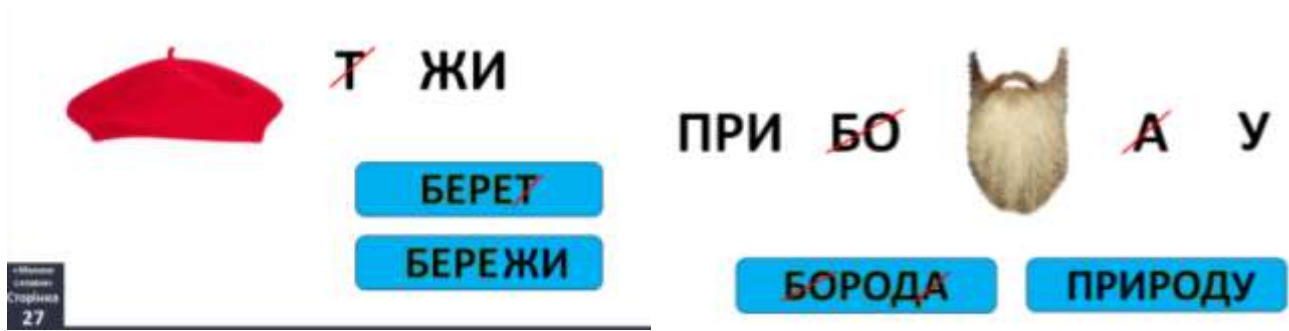 Т ЖИ
БЕРЕТ
БЕРЕЖИ
Сторінка
27
ПРИ БО А У
БОРОДА
ПРИРОДУ